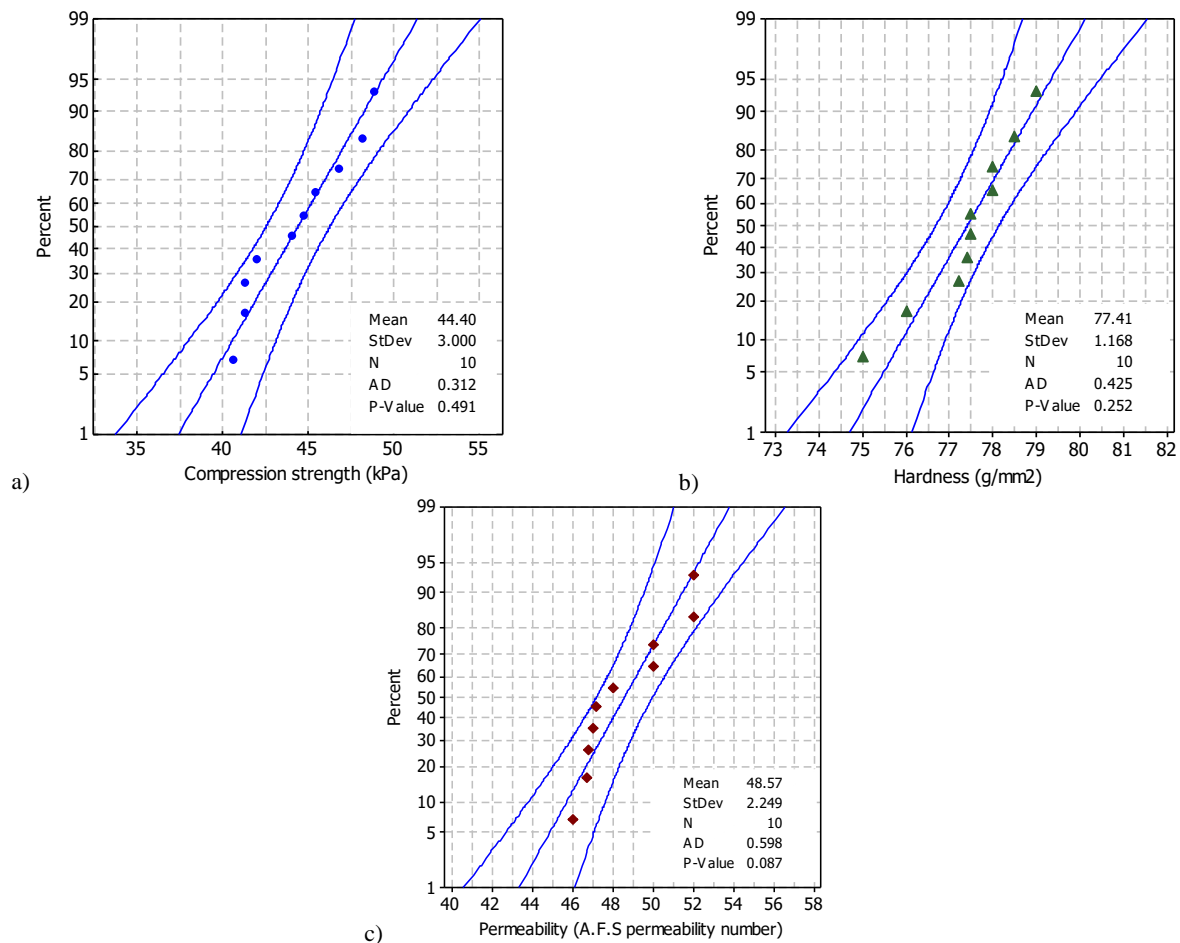 99
95
90
80
70
60
50
40
30
20
10
5
1
Percent
Mean 44.40
StDev 3.000
N 10
AD 0.312
P-Value 0.491
35 40 45 50 55
Compression strength (kPa)
a)
99
95
90
80
70
60
50
40
30
20
10
5
1
Percent
Mean 77.41
StDev 1.168
N 10
AD 0.425
P-Value 0.252
73 74 75 76 77 78 79 80 81 82
Hardness (g/mm2)
b)
99
95
90
80
70
60
50
40
30
20
10
5
1
Percent
Mean 48.57
StDev 2.249
N 10
AD 0.598
P-Value 0.087
40 42 44 46 48 50 52 54 56 58
Permeability (A.F.S permeability number)
c)